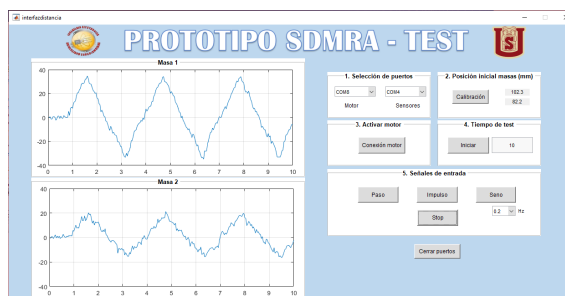 interfazdistancia
PROTOTIPO SDMRA - TEST
Masa 1
40
20
0
-20
-40
0 1 2 3 4 5 6 7 8 9 10
Masa 2
40
20
0
-20
-40
0 1 2 3 4 5 6 7 8 9 10
1. Selección de puertos
COM6 COM4
Motor Sensores
2. Posición inicial masas (mm)
Calibración
102.3
82.2
3. Activar motor
Conexión motor
4. Tiempo de test
Iniciar 10
5. Señales de entrada
Paso Impulso Seno
Stop 0.2 Hz
Cerrar puertos